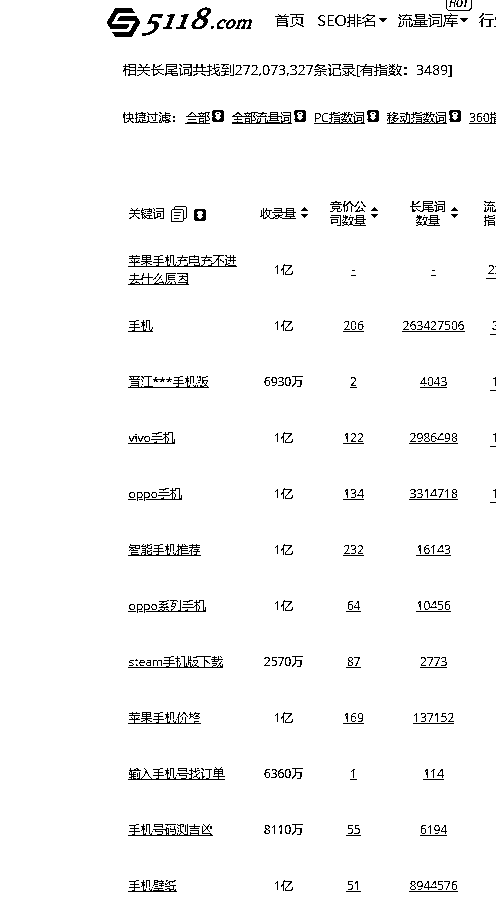 5118.com 首页 SEO排名 流量词库 HOT 行
相关长尾词共找到272,073,327条记录[有指数：3489]
快捷过滤： 全部 全部流量词 PC指数词 移动指数词 360指
关键词 收录量 竞价公司数量 长尾词数量 流 指
苹果手机充电充不进
去什么原因 1亿 - - 2
手机 1亿 206 263427506 3
晋江***手机版 6930万 2 4043 1
vivo手机 1亿 122 2986498 1
oppo手机 1亿 134 3314718 1
智能手机推荐 1亿 232 16143
oppo系列手机 1亿 64 10456
steam手机版下载 2570万 87 2773
苹果手机价格 1亿 169 137152
输入手机号找订单 6360万 1 114
手机号码测吉凶 8110万 55 6194
手机壁纸 1亿 51 8944576